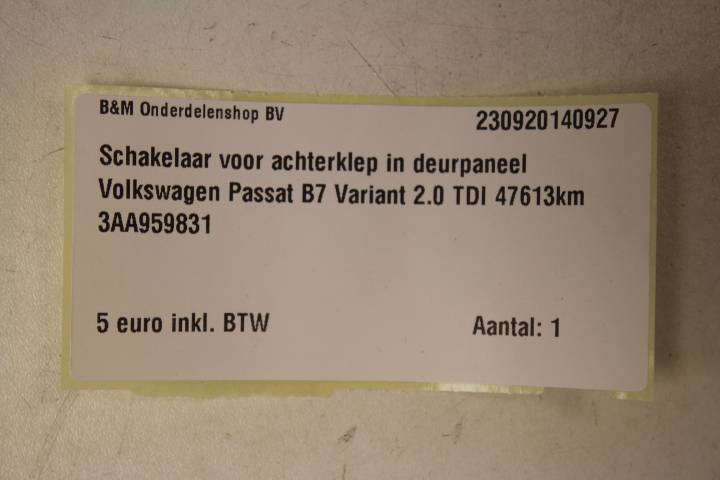 B&M Onderdelenshop BV
230920140927
Schakelaar voor achterklep in deurpaneel
Volkswagen Passat B7 Variant 2.0 TDI 47613km
3AA959831
5 euro inkl. BTW
Aantal: 1